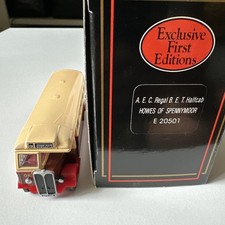 Exclusive
First
Editions
A. E. C. Regal B. E. T. Halfcab
HOWES OF SPENNYMOOR
E 20501